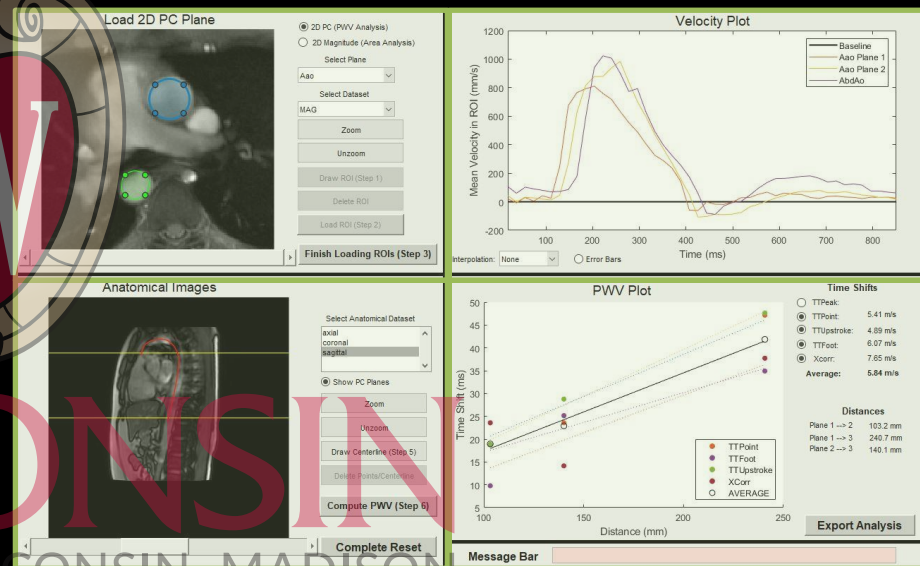 Load 2D PC Plane
2D PC (PWV Analysis)
2D Magnitude (Area Analysis)
Select Plane
Aao
Select Dataset
MAG
Zoom
Unzoom
Draw ROI (Step 1)
Delete ROI
Load ROI (Step 2)
Finish Loading ROIs (Step 3)
Velocity Plot
Mean Velocity in ROI (mm/s)
1200
1000
800
600
400
200
0
-200
100
200
300
400
500
600
700
800
Time (ms)
Baseline
Aao Plane 1
Aao Plane 2
AbdAo
Interpolation:
None
Error Bars
Anatomical Images
Select Anatomical Dataset
axial
coronal
sagittal
Show PC Planes
Zoom
Unzoom
Draw Centerline (Step 5)
Delete Points/Centerline
Compute PWV (Step 6)
Complete Reset
PWV Plot
Time Shift (ms)
50
45
40
35
30
25
20
15
10
5
100
150
200
250
Distance (mm)
TTPoint
TTFoot
TTUpstroke
XCorr
AVERAGE
Time Shifts
TTPeak:
TTPoint: 5.41 m/s
TTUpstroke: 4.89 m/s
TTFoot: 6.07 m/s
Xcorr: 7.65 m/s
Average: 5.84 m/s
Distances
Plane 1 --> 2 103.2 mm
Plane 1 --> 3 240.7 mm
Plane 2 --> 3 140.1 mm
Export Analysis
Message Bar
W
ONSIN
CONSIN–MADISON